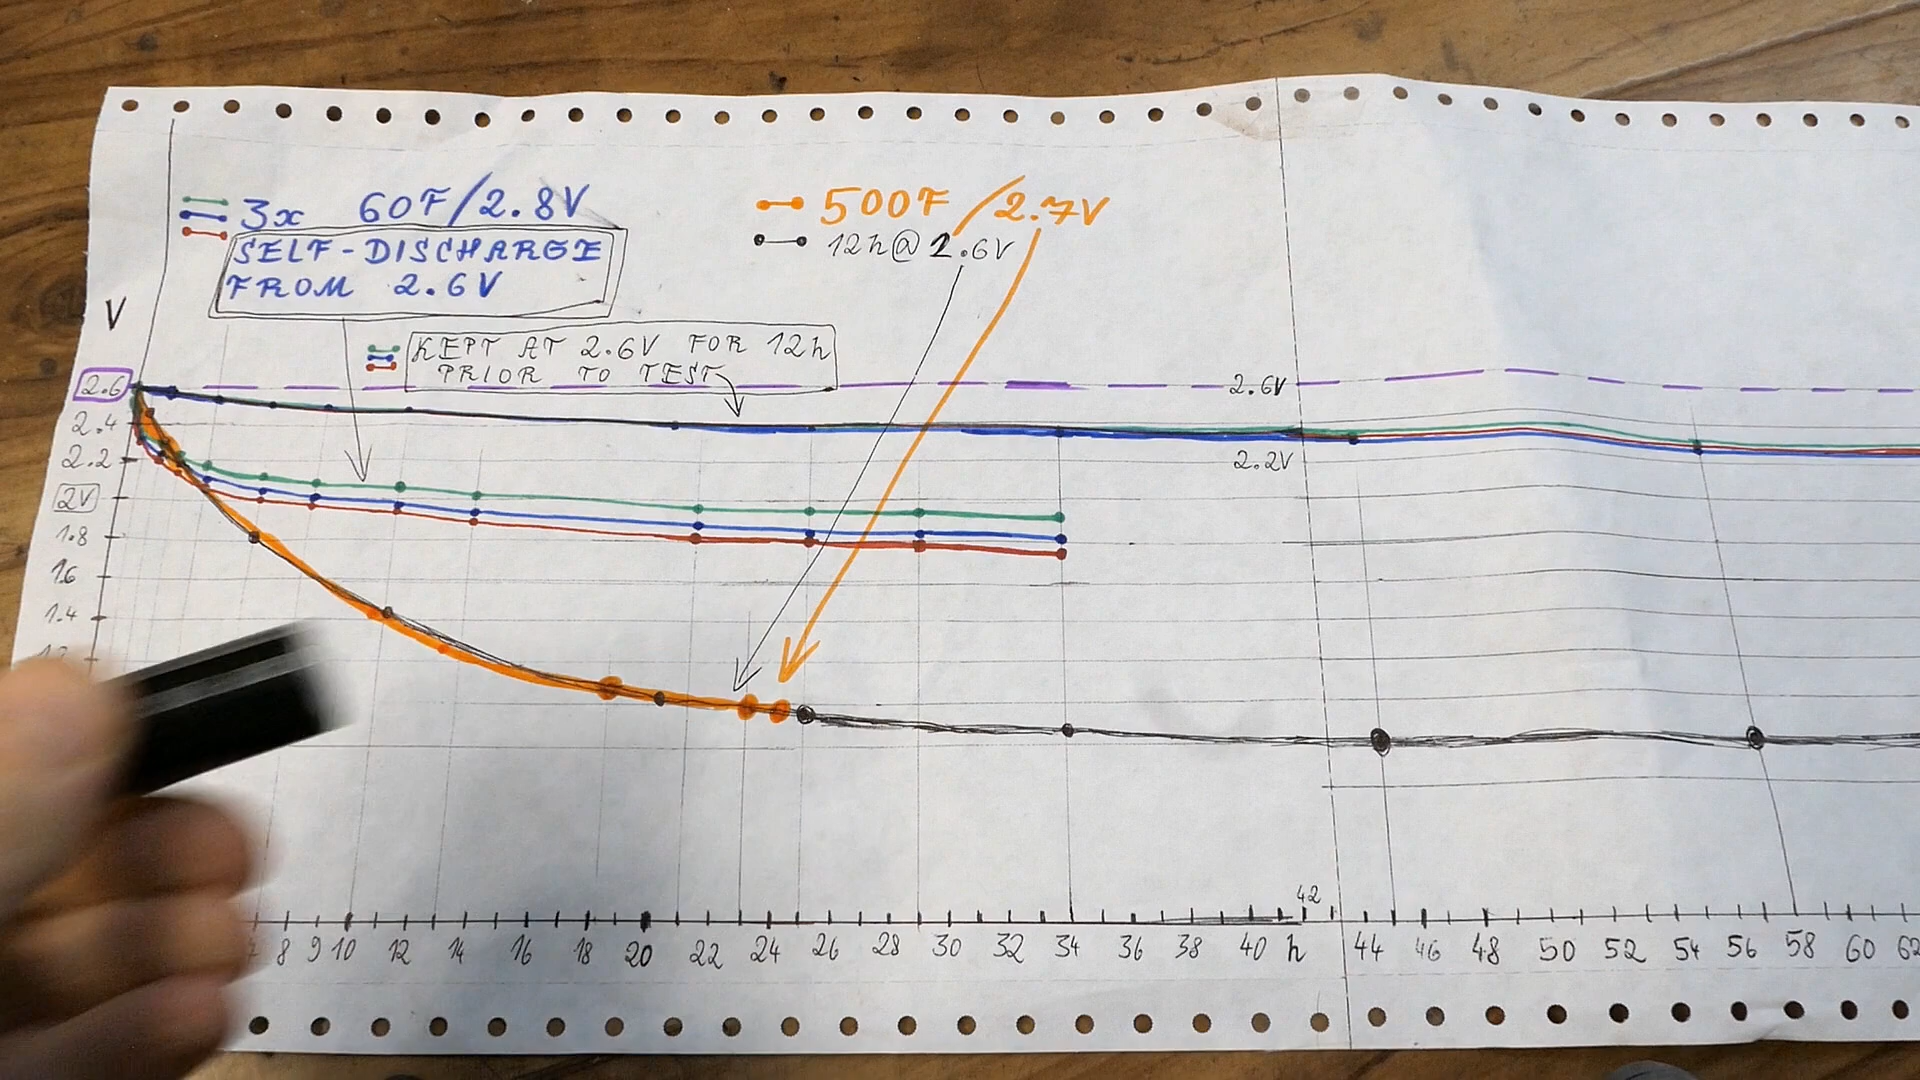 3x 60F/2.8V
SELF-DISCHARGE
FROM 2.6V
500F/2.7V
12h@2.6V
V
KEPT AT 2.6V FOR 12h
PRIOR TO TEST
2.6
2.6V
2.4
2.2
2.2V
2V
1.8
1.6
1.4
42
7 8 9 10 12 14 16 18 20 22 24 26 28 30 32 34 36 38 40 h 44 46 48 50 52 54 56 58 60 62